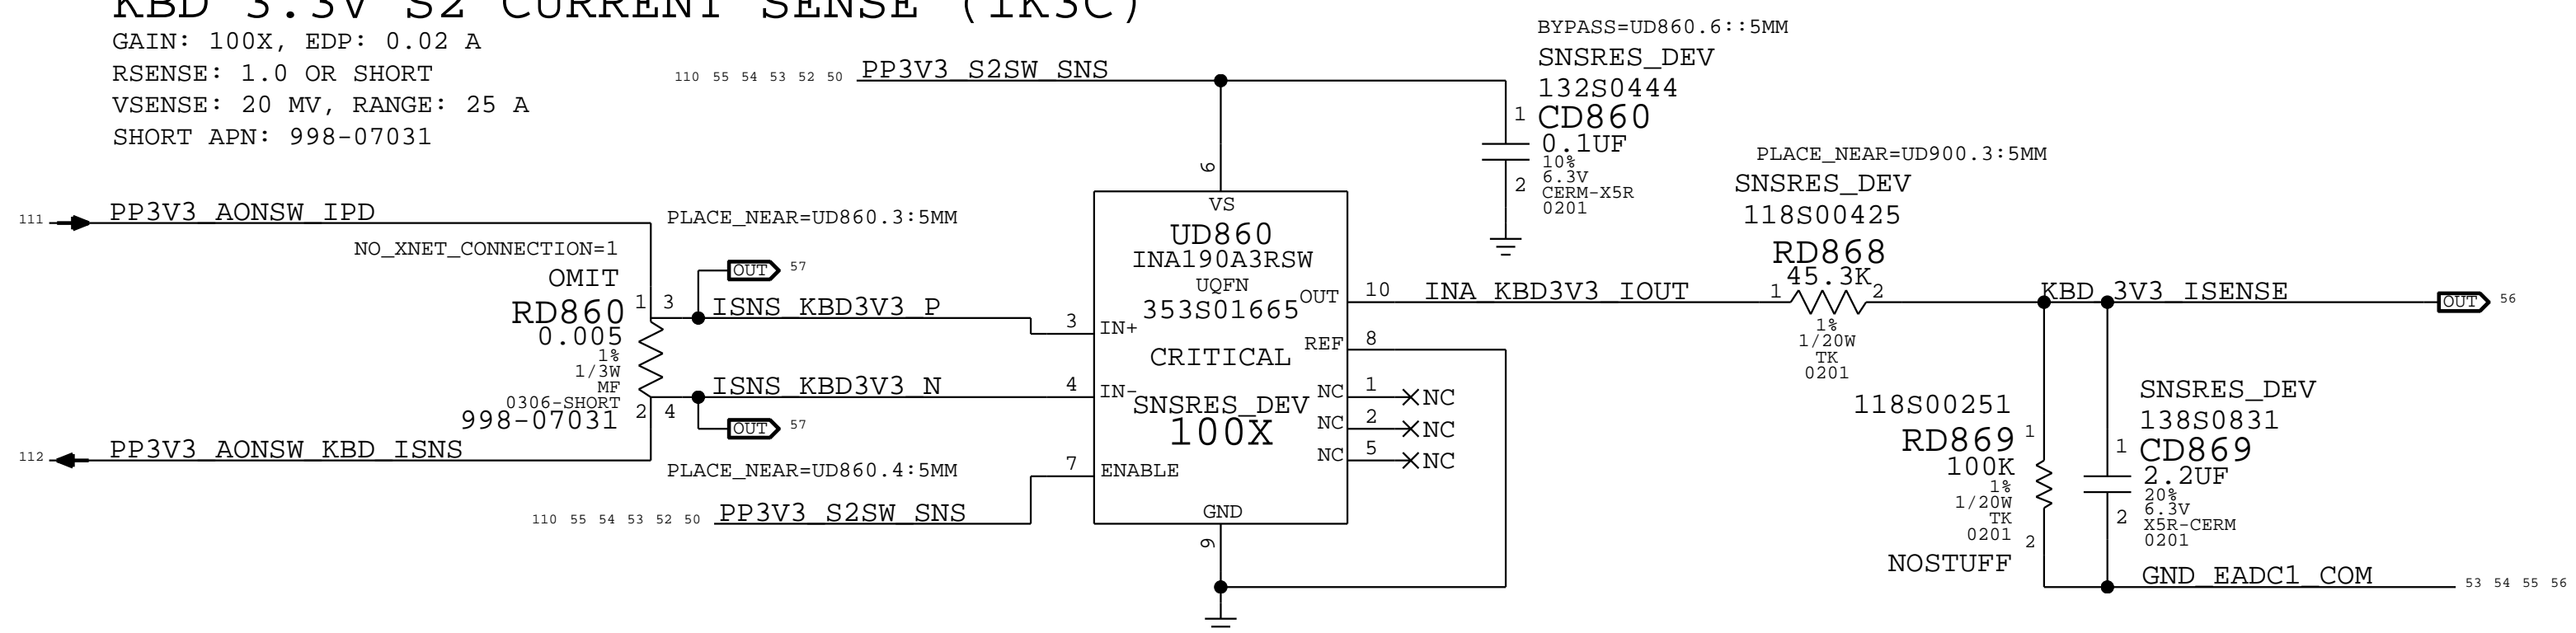 KBD 3.3V S2 CURRENT SENSE (IK3C)
GAIN: 100X, EDP: 0.02 A
RSENSE: 1.0 OR SHORT
VSENSE: 20 MV, RANGE: 25 A
SHORT APN: 998-07031
110 55 54 53 52 50 PP3V3_S2SW_SNS
BYPASS=UD860.6::5MM
SNSRES_DEV
132S0444
1 CD860
0.1UF
10%
2 6.3V
CERM-X5R
0201
6
111 PP3V3_AONSW_IPD
PLACE_NEAR=UD860.3:5MM
NO_XNET_CONNECTION=1
OMIT
OUT 57
RD860 1 3
0.005
1%
1/3W
MF
0306-SHORT
998-07031 2 4
ISNS_KBD3V3_P 3
ISNS_KBD3V3_N 4
OUT 57
112 PP3V3_AONSW_KBD_ISNS
PLACE_NEAR=UD860.4:5MM
7
110 55 54 53 52 50 PP3V3_S2SW_SNS
VS
UD860
INA190A3RSW
UQFN
353S01665
OUT 10
IN+
REF 8
CRITICAL
IN-
NC 1 NC
SNSRES_DEV
NC 2 NC
100X
NC 5 NC
ENABLE
GND
9
INA_KBD3V3_IOUT
PLACE_NEAR=UD900.3:5MM
SNSRES_DEV
118S00425
RD868
45.3K
1 2
1%
1/20W
TK
0201
KBD_3V3_ISENSE OUT 56
118S00251
RD869 1
100K
1%
1/20W
TK
0201
2
NOSTUFF
SNSRES_DEV
138S0831
1 CD869
2.2UF
20%
2 6.3V
X5R-CERM
0201
GND_EADC1_COM 53 54 55 56